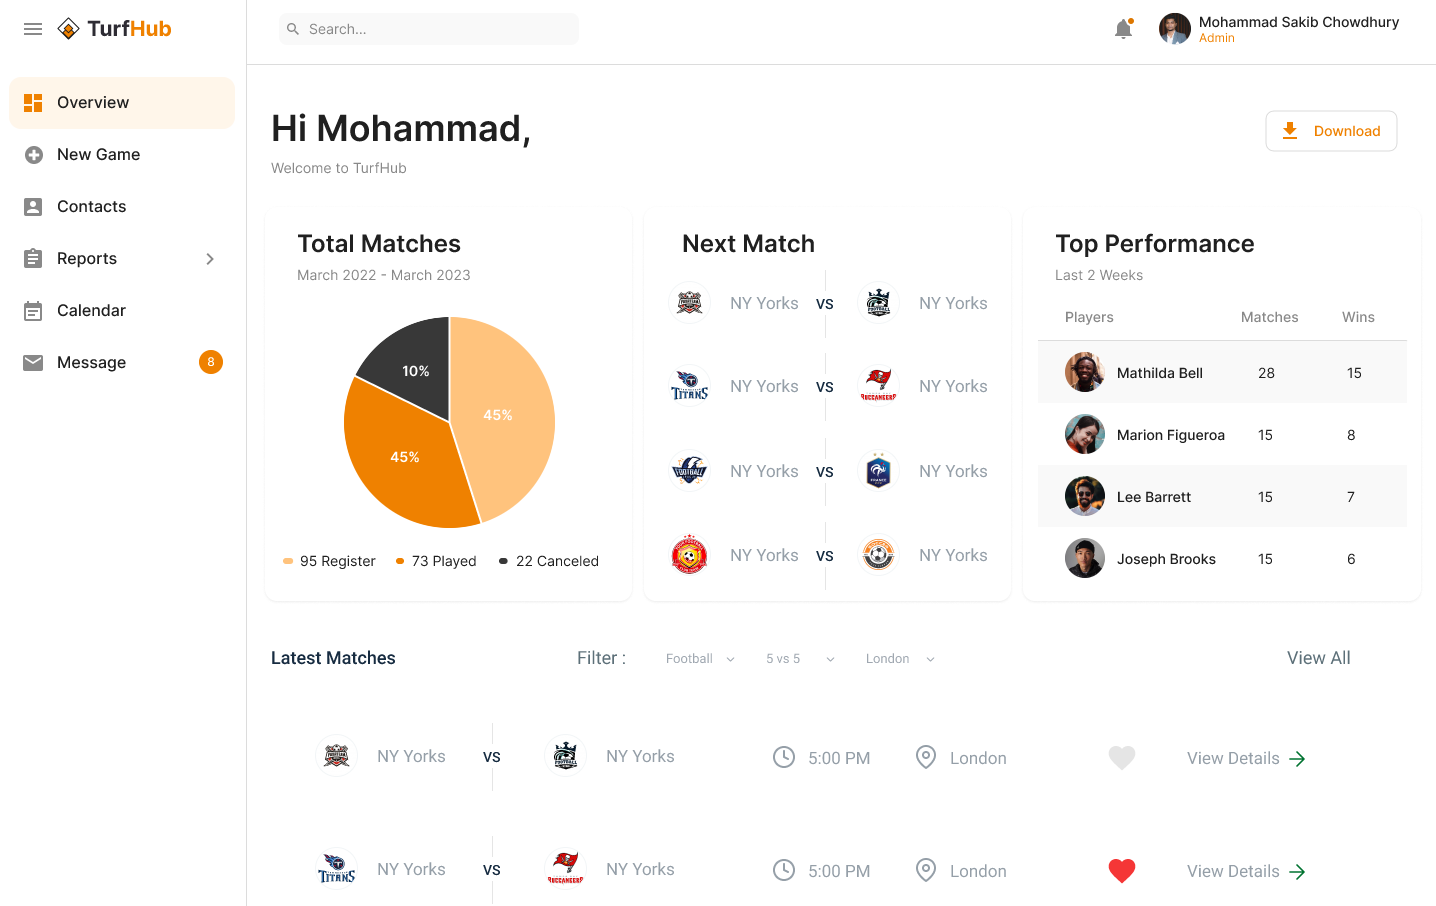 TurfHub
Search...
Mohammad Sakib Chowdhury
Admin
Overview
New Game
Contacts
Reports
Calendar
Message
8
Hi Mohammad,
Welcome to TurfHub
Download
Total Matches
March 2022 - March 2023
10%
45%
45%
95 Register
73 Played
22 Canceled
Next Match
NY Yorks VS FOOTBALL NY Yorks
TITANS NY Yorks VS BUCCANEERS NY Yorks
FOOTBALL NY Yorks VS FRANCE NY Yorks
NY Yorks VS NY Yorks
Top Performance
Last 2 Weeks
Players Matches Wins
Mathilda Bell 28 15
Marion Figueroa 15 8
Lee Barrett 15 7
Joseph Brooks 15 6
Latest Matches
Filter :
Football
5 vs 5
London
View All
NY Yorks VS FOOTBALL NY Yorks 5:00 PM London View Details
TITANS NY Yorks VS BUCCANEERS NY Yorks 5:00 PM London View Details